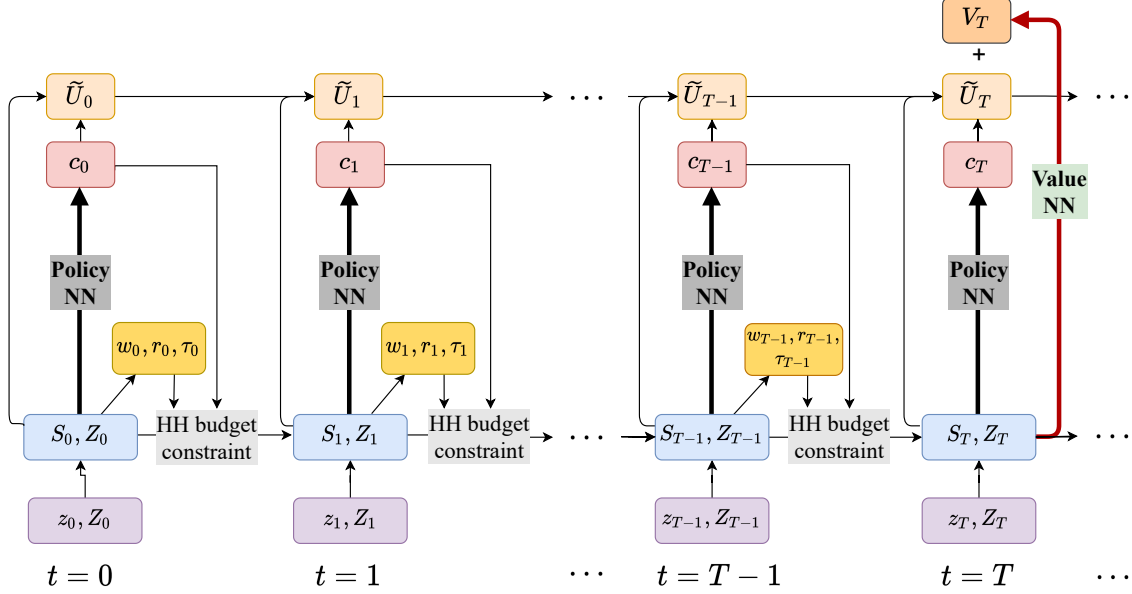 V_T
+
Ũ_0
Ũ_1
···
Ũ_{T−1}
Ũ_T
···
c_0
c_1
c_{T−1}
c_T
Value
NN
Policy
NN
Policy
NN
Policy
NN
Policy
NN
w_0, r_0, τ_0
w_1, r_1, τ_1
w_{T−1}, r_{T−1},
τ_{T−1}
S_0, Z_0
HH budget
constraint
S_1, Z_1
HH budget
constraint
···
S_{T−1}, Z_{T−1}
HH budget
constraint
S_T, Z_T
···
z_0, Z_0
z_1, Z_1
z_{T−1}, Z_{T−1}
z_T, Z_T
t = 0
t = 1
···
t = T − 1
t = T
···